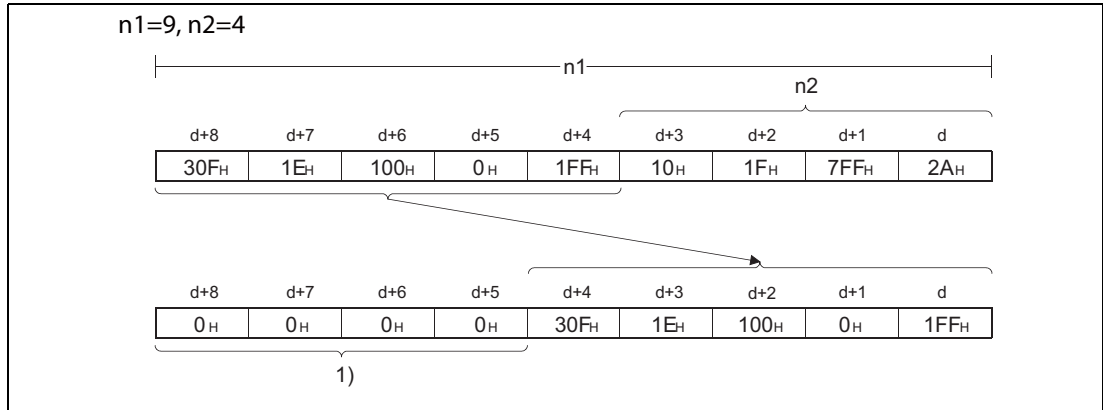 n1=9, n2=4
n1
n2
d+8 d+7 d+6 d+5 d+4 d+3 d+2 d+1 d
30FH 1EH 100H 0H 1FFH 10H 1FH 7FFH 2AH
d+8 d+7 d+6 d+5 d+4 d+3 d+2 d+1 d
0H 0H 0H 0H 30FH 1EH 100H 0H 1FFH
1)